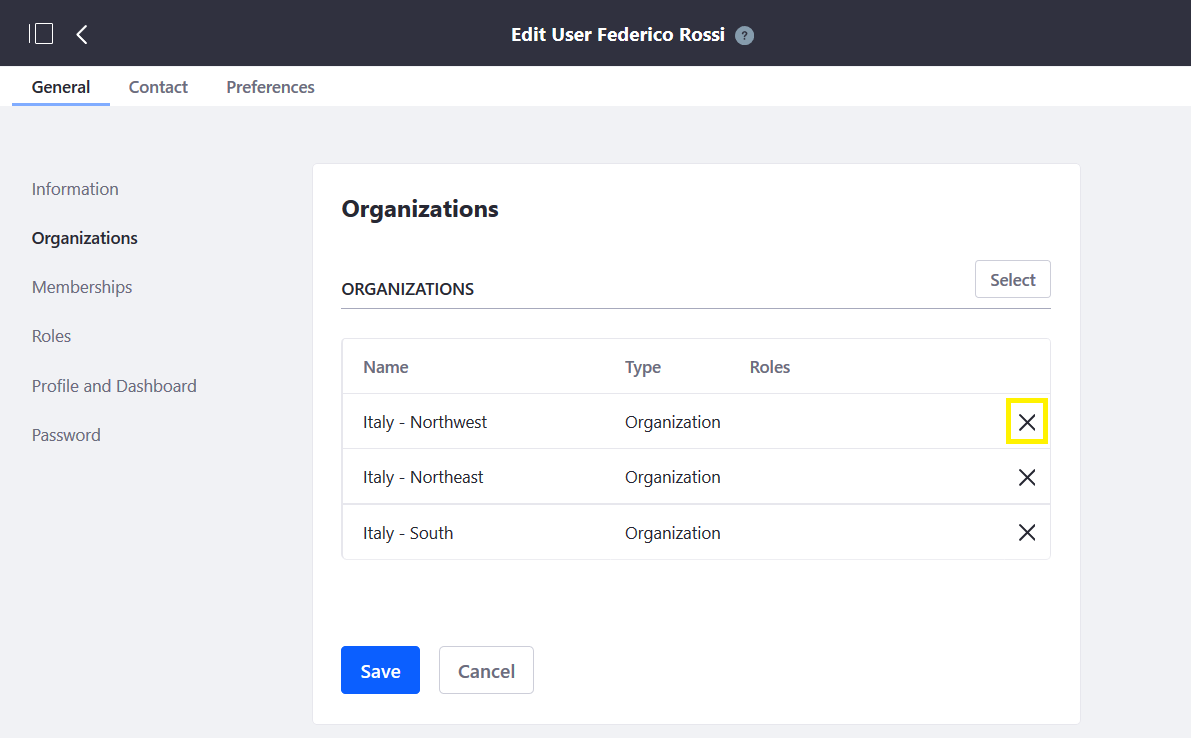 Edit User Federico Rossi ?
General Contact Preferences
Information
Organizations
Memberships
Roles
Profile and Dashboard
Password
Organizations
ORGANIZATIONS Select
Name Type Roles
Italy - Northwest Organization
Italy - Northeast Organization
Italy - South Organization
Save Cancel